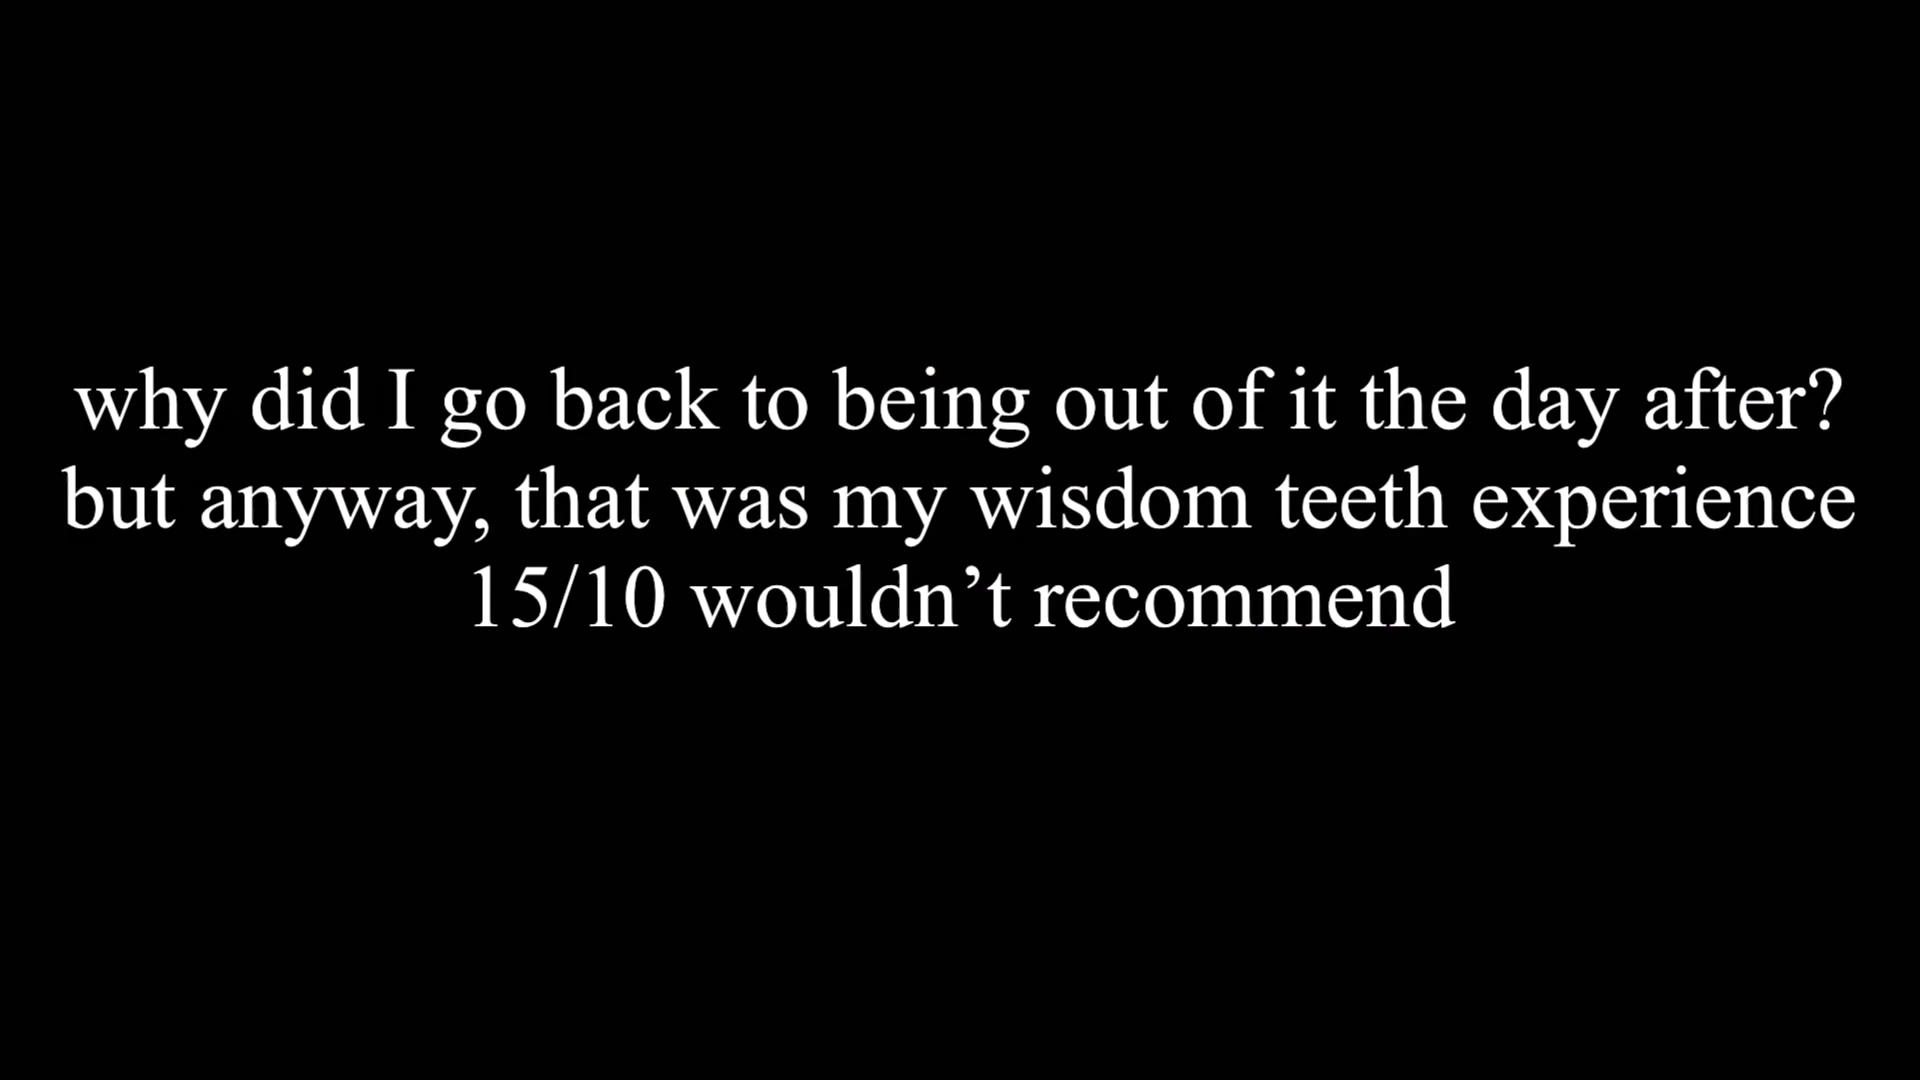 why did I go back to being out of it the day after?
but anyway, that was my wisdom teeth experience
15/10 wouldn’t recommend